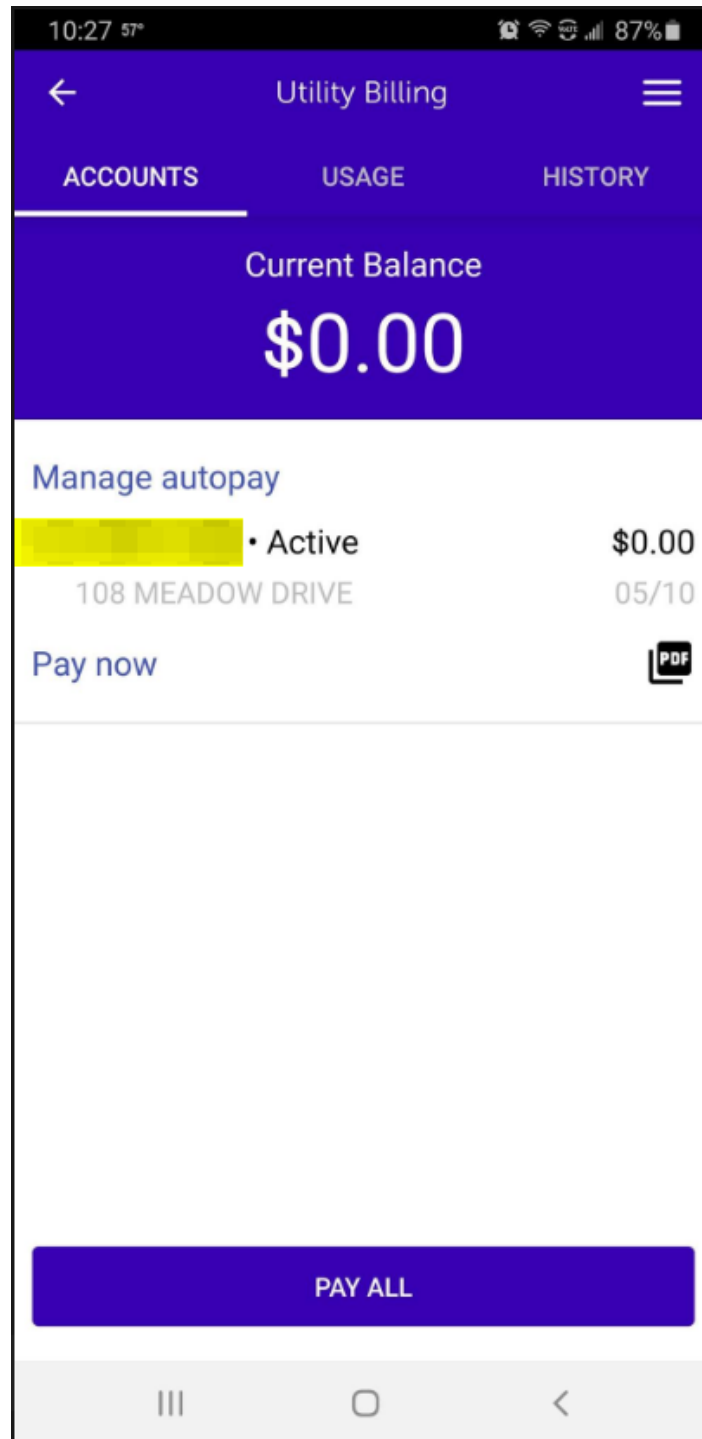 10:27 57° 87%
Utility Billing
ACCOUNTS USAGE HISTORY
Current Balance
$0.00
Manage autopay
• Active $0.00
108 MEADOW DRIVE 05/10
Pay now PDF
PAY ALL